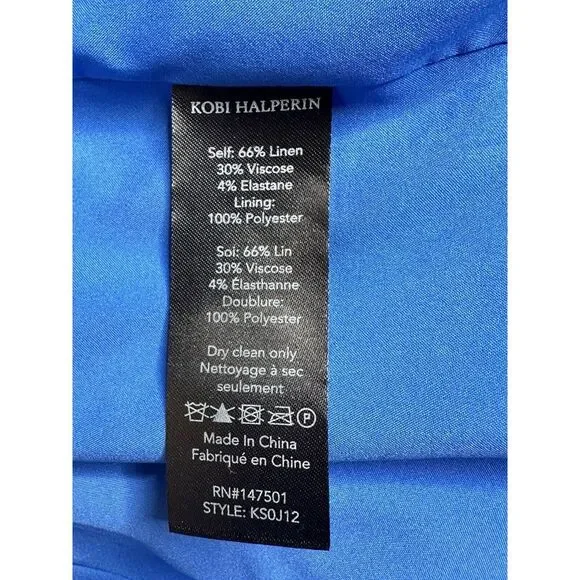 KOBI HALPERIN
Self: 66% Linen
30% Viscose
4% Elastane
Lining:
100% Polyester
Soi: 66% Lin
30% Viscose
4% Élasthanne
Doublure:
100% Polyester
Dry clean only
Nettoyage à sec
seulement
P
Made In China
Fabriqué en Chine
RN#147501
STYLE: KS0J12